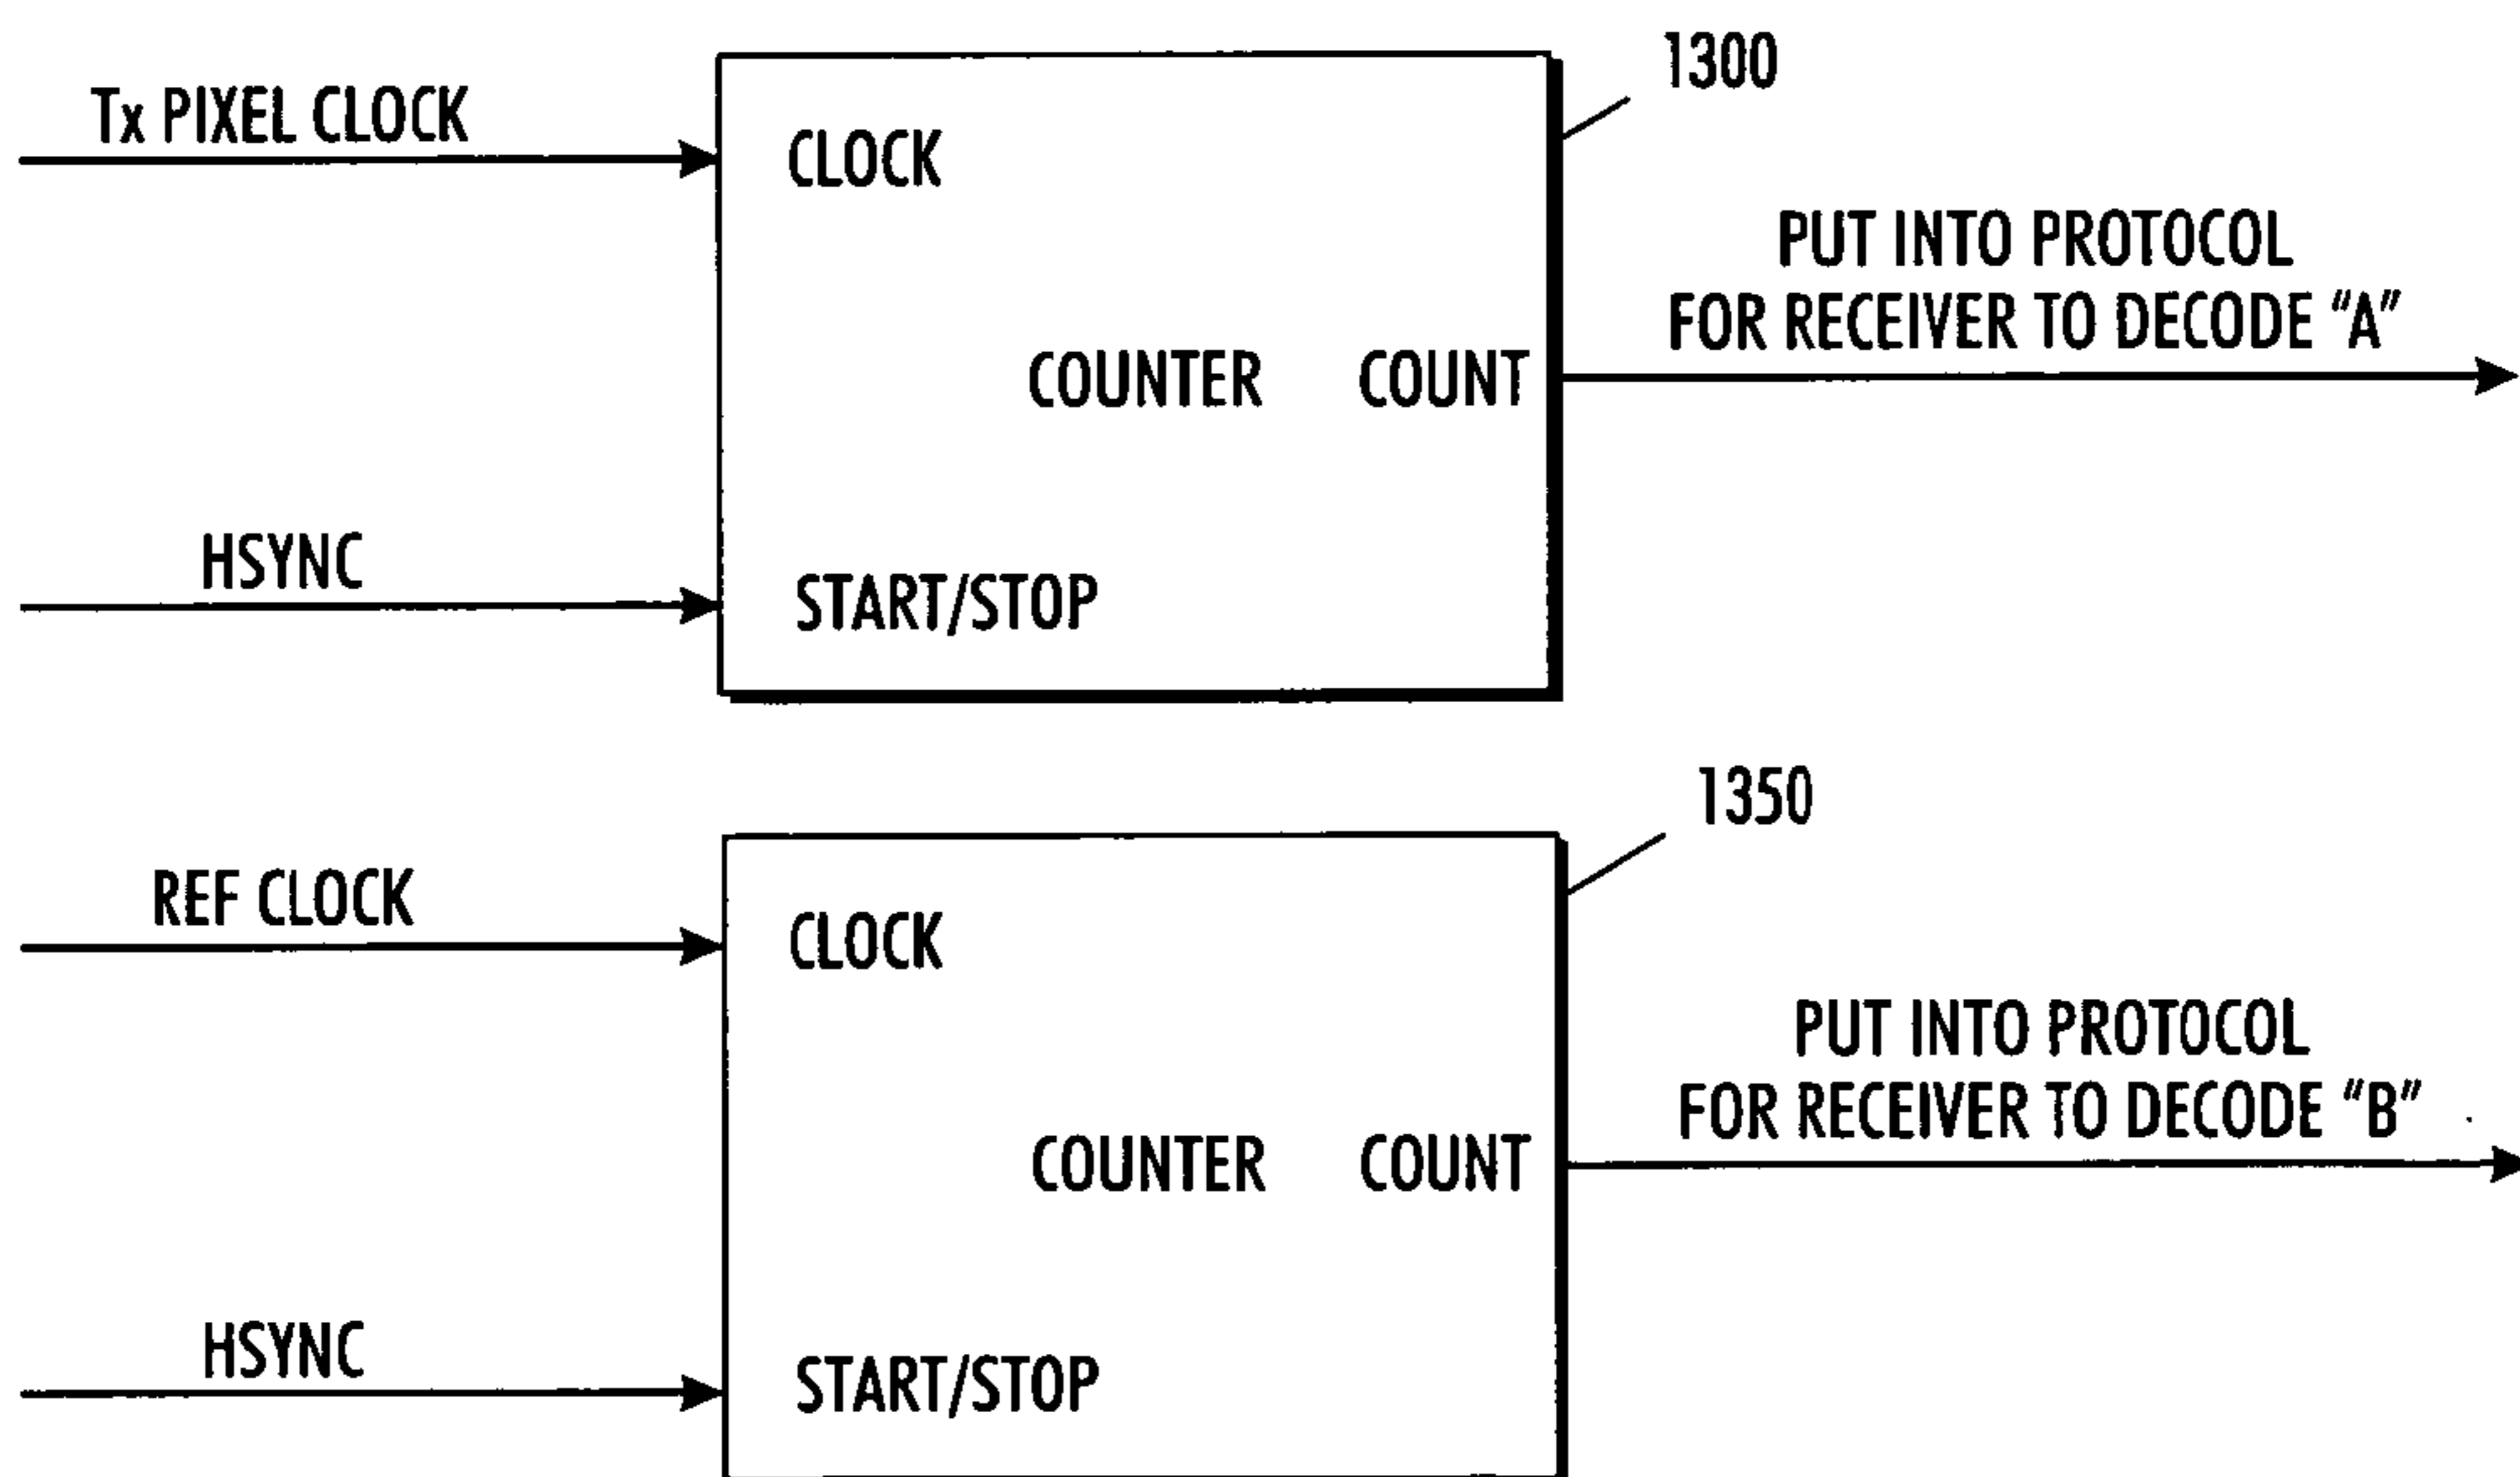 1300
Tx PIXEL CLOCK
CLOCK
PUT INTO PROTOCOL
FOR RECEIVER TO DECODE "A"
COUNTER
COUNT
HSYNC
START/STOP
1350
REF CLOCK
CLOCK
PUT INTO PROTOCOL
FOR RECEIVER TO DECODE "B"
COUNTER
COUNT
HSYNC
START/STOP